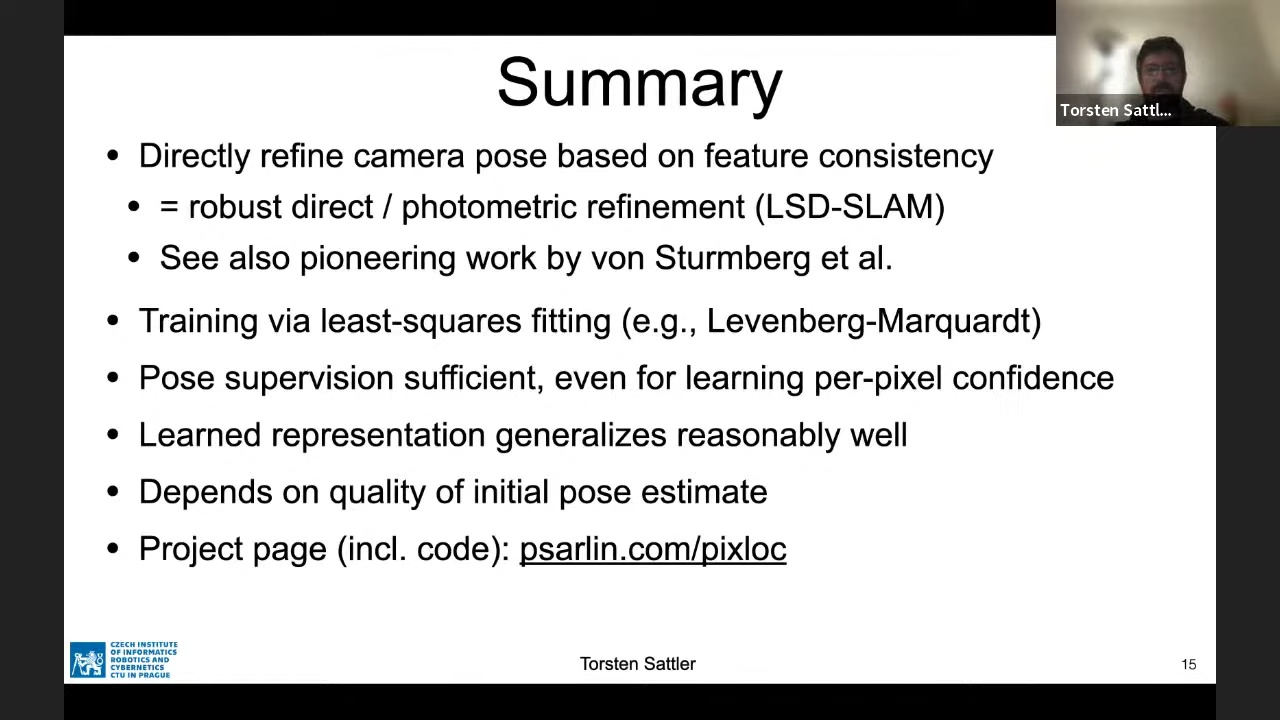 Summary
Torsten Sattl...
• Directly refine camera pose based on feature consistency
• = robust direct / photometric refinement (LSD-SLAM)
• See also pioneering work by von Sturmberg et al.
• Training via least-squares fitting (e.g., Levenberg-Marquardt)
• Pose supervision sufficient, even for learning per-pixel confidence
• Learned representation generalizes reasonably well
• Depends on quality of initial pose estimate
• Project page (incl. code): psarlin.com/pixloc
CZECH INSTITUTE
OF INFORMATICS
ROBOTICS AND
CYBERNETICS
CTU IN PRAGUE
Torsten Sattler
15